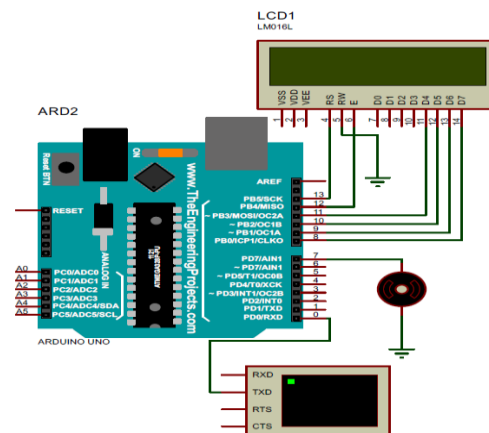 LCD1
LM016L
VSS
VDD
VEE
RS
RW
E
D0
D1
D2
D3
D4
D5
D6
D7
1
2
3
4
5
6
7
8
9
10
11
12
13
14
ARD2
Reset BTN
ON
www.TheEngineeringProjects.com
AREF
PB5/SCK
13
PB4/MISO
12
~ PB3/MOSI/OC2A
11
~ PB2/OC1B
10
~ PB1/OC1A
9
PB0/ICP1/CLKO
8
RESET
ANALOG IN
ATMEGA328P-PU
PD7/AIN1
7
~ PD7/AIN1
6
~ PD5/T1/OC0B
5
PD4/T0/XCK
4
~ PD3/INT1/OC2B
3
PD2/INT0
2
PD1/TXD
1
PD0/RXD
0
A0
PC0/ADC0
A1
PC1/ADC1
A2
PC2/ADC2
A3
PC3/ADC3
A4
PC4/ADC4/SDA
A5
PC5/ADC5/SCL
ARDUINO UNO
RXD
TXD
RTS
CTS